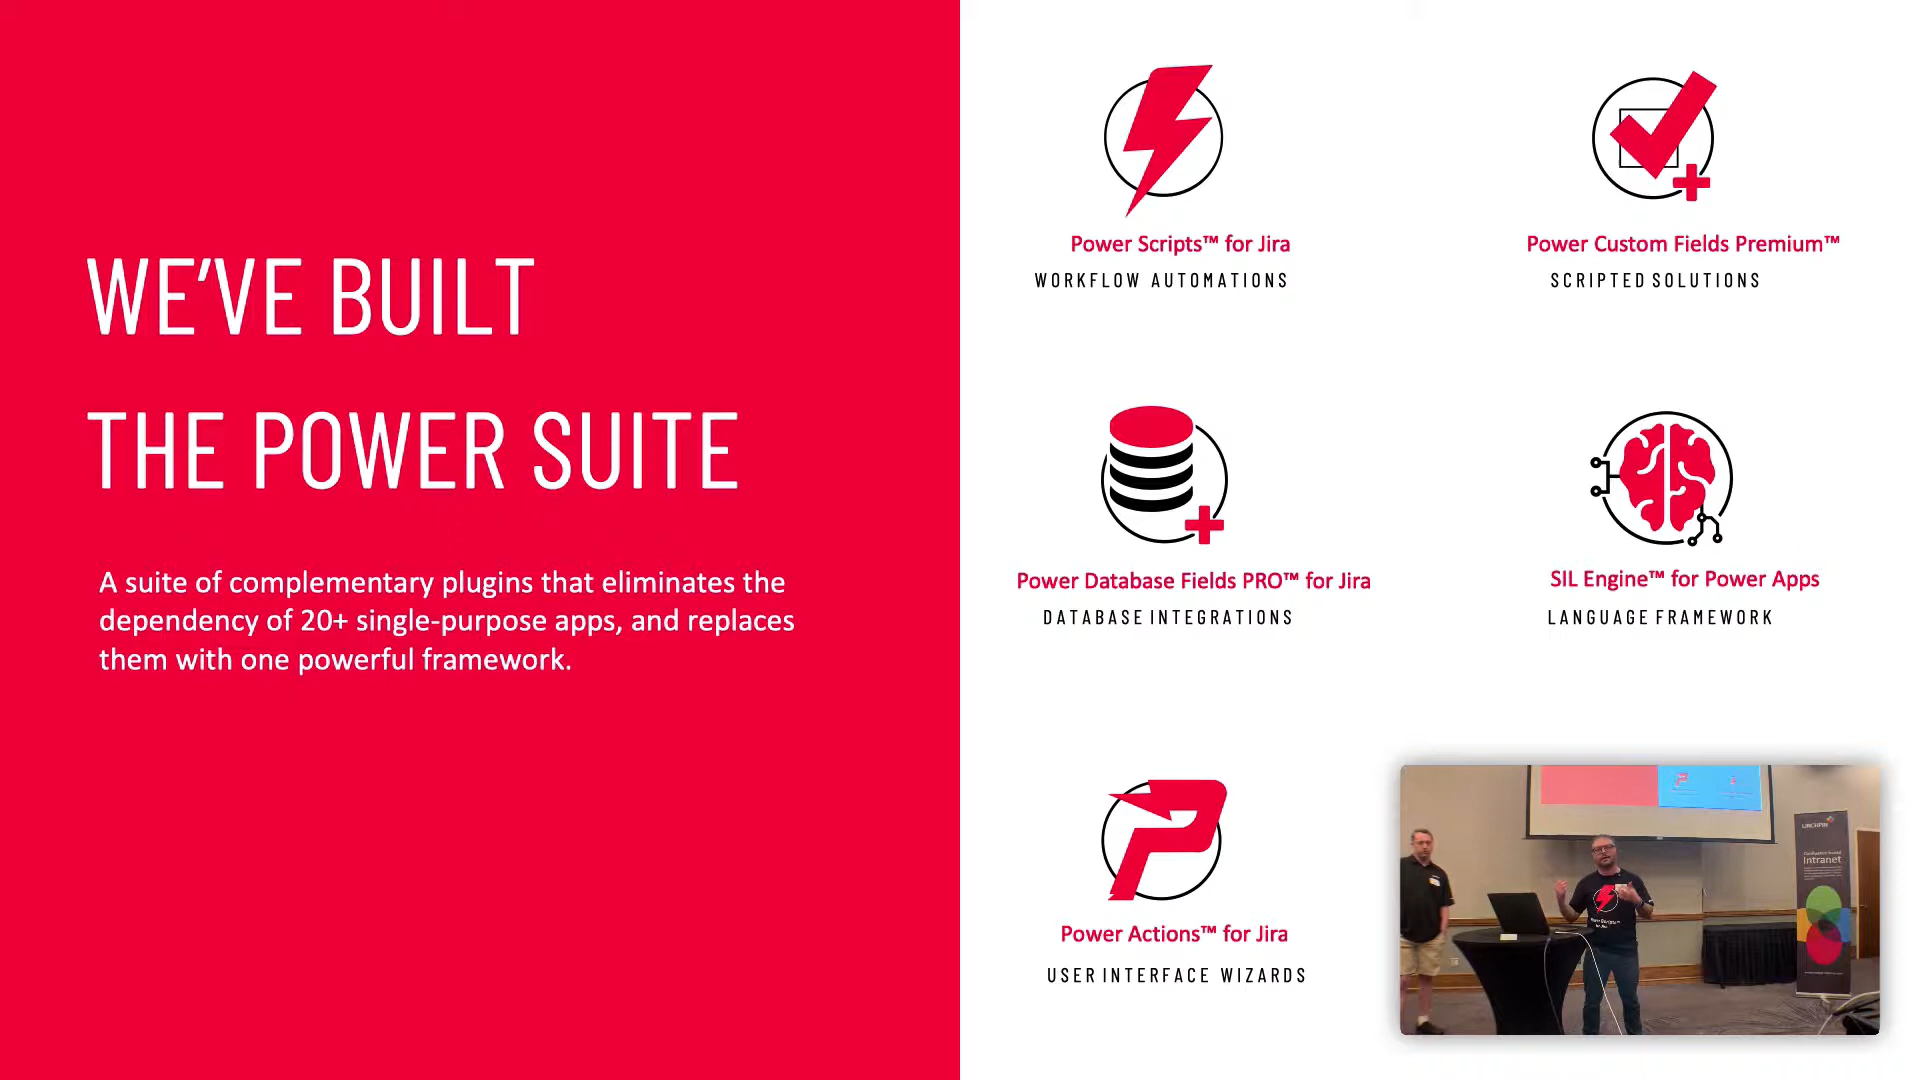 WE’VE BUILT
THE POWER SUITE
A suite of complementary plugins that eliminates the
dependency of 20+ single-purpose apps, and replaces
them with one powerful framework.
Power Scripts™ for Jira
WORKFLOW AUTOMATIONS
Power Custom Fields Premium™
SCRIPTED SOLUTIONS
Power Database Fields PRO™ for Jira
DATABASE INTEGRATIONS
SIL Engine™ for Power Apps
LANGUAGE FRAMEWORK
Power Actions™ for Jira
USER INTERFACE WIZARDS
LINCHPIN
Intranet